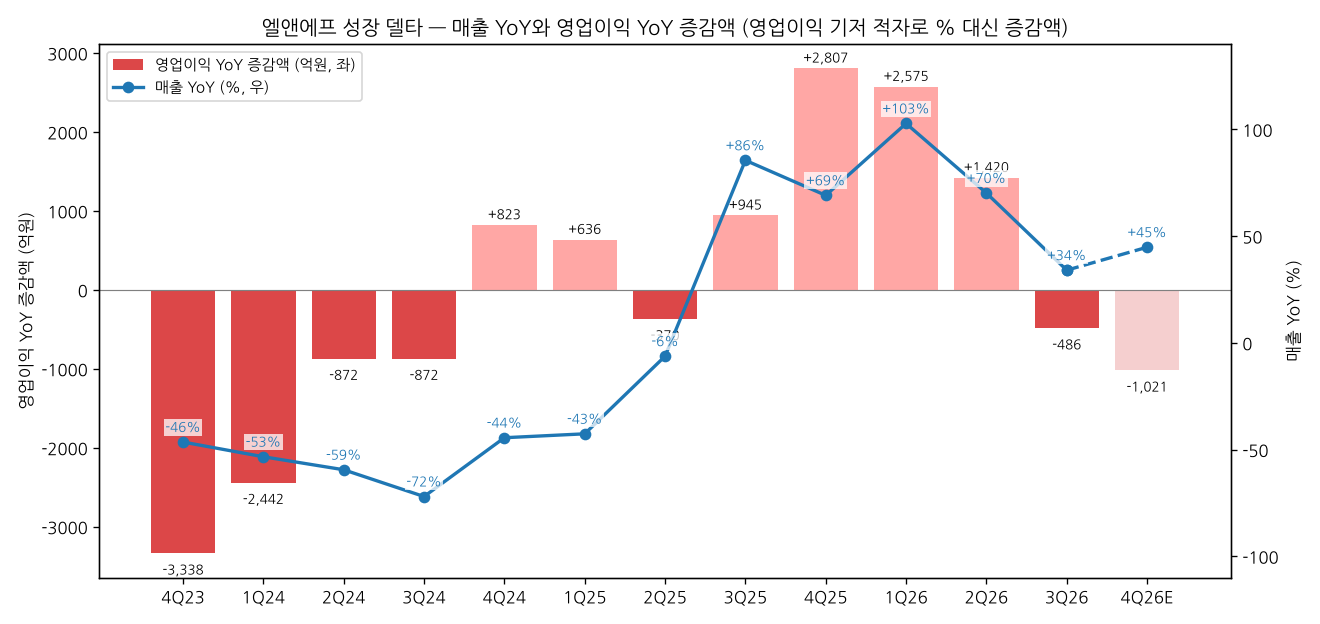 엘앤에프 성장 델타 — 매출 YoY와 영업이익 YoY 증감액 (영업이익 기저 적자로 % 대신 증감액)
영업이익 YoY 증감액 (억원, 좌)
매출 YoY (%, 우)
영업이익 YoY 증감액 (억원)
3000
2000
1000
0
-1000
-2000
-3000
매출 YoY (%)
100
50
0
-50
-100
-3,338
-2,442
-872
-872
+823
+636
+945
+2,807
+2,575
+1,420
-486
-1,021
-46%
-53%
-59%
-72%
-44%
-43%
-6%
+86%
+69%
+103%
+70%
+34%
+45%
4Q23
1Q24
2Q24
3Q24
4Q24
1Q25
2Q25
3Q25
4Q25
1Q26
2Q26
3Q26
4Q26E